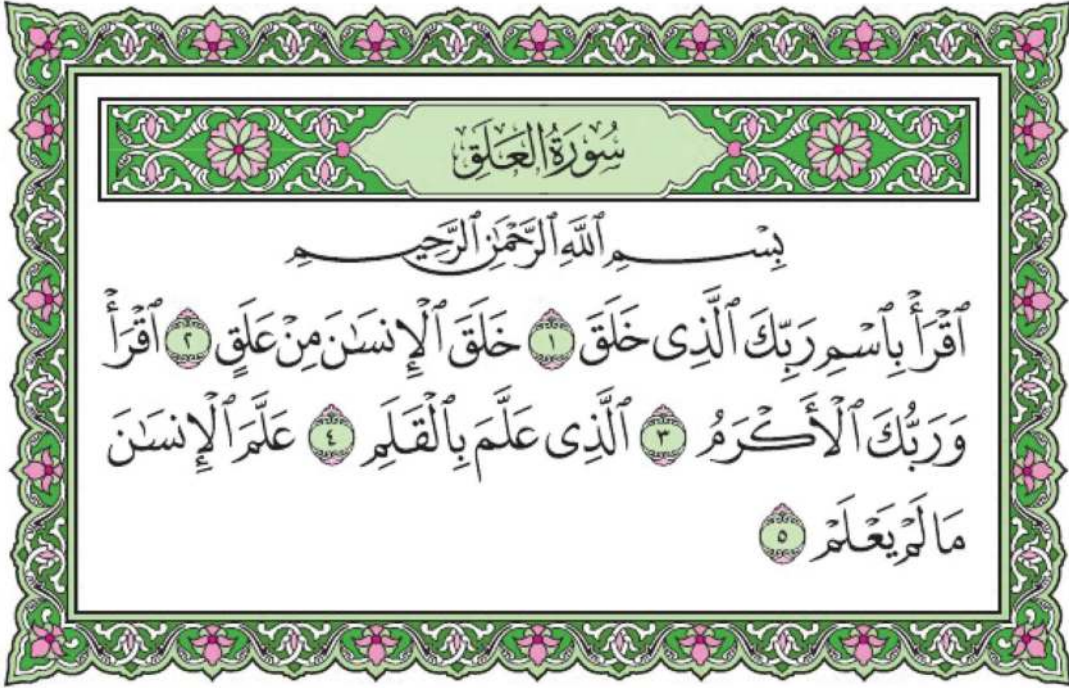 سُورَةُ العَلَقِ
بِسْمِ ٱللَّهِ ٱلرَّحْمَٰنِ ٱلرَّحِيمِ
ٱقْرَأْ بِٱسْمِ رَبِّكَ ٱلَّذِى خَلَقَ ١ خَلَقَ ٱلْإِنسَٰنَ مِنْ عَلَقٍ ٢ ٱقْرَأْ
وَرَبُّكَ ٱلْأَكْرَمُ ٣ ٱلَّذِى عَلَّمَ بِٱلْقَلَمِ ٤ عَلَّمَ ٱلْإِنسَٰنَ
مَا لَمْ يَعْلَمْ ٥